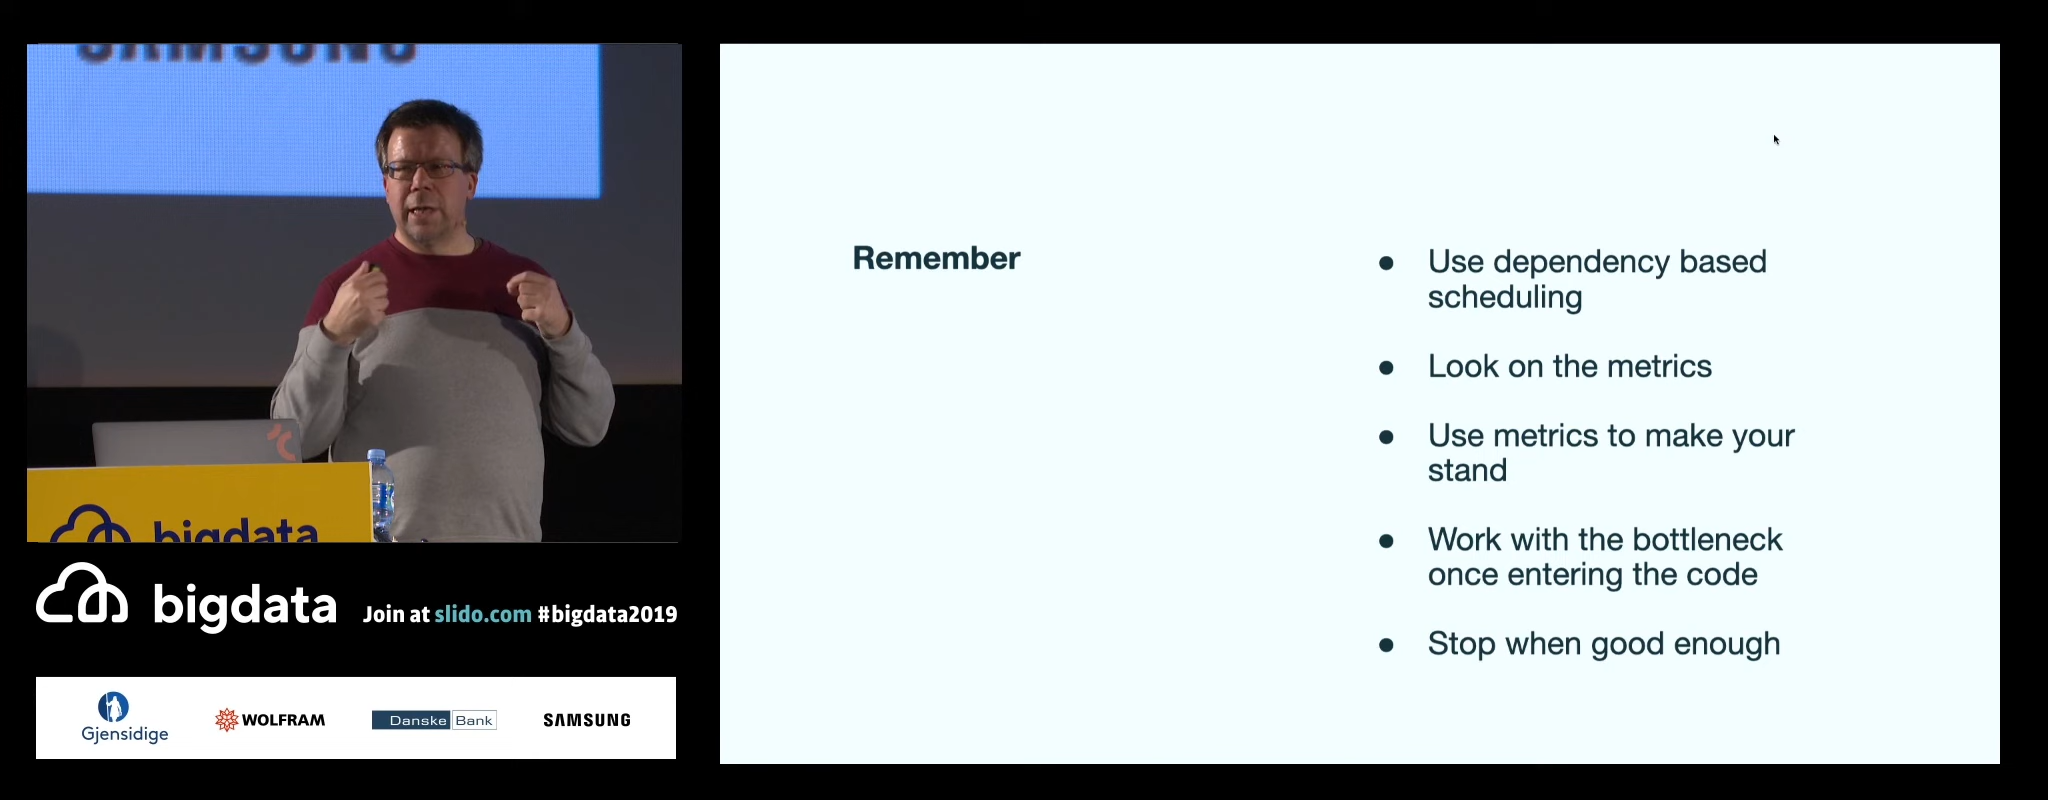 SAMSUNG
bigdata
bigdata
Join at slido.com #bigdata2019
Gjensidige
WOLFRAM
Danske Bank
SAMSUNG
Remember
● Use dependency based
scheduling
● Look on the metrics
● Use metrics to make your
stand
● Work with the bottleneck
once entering the code
● Stop when good enough